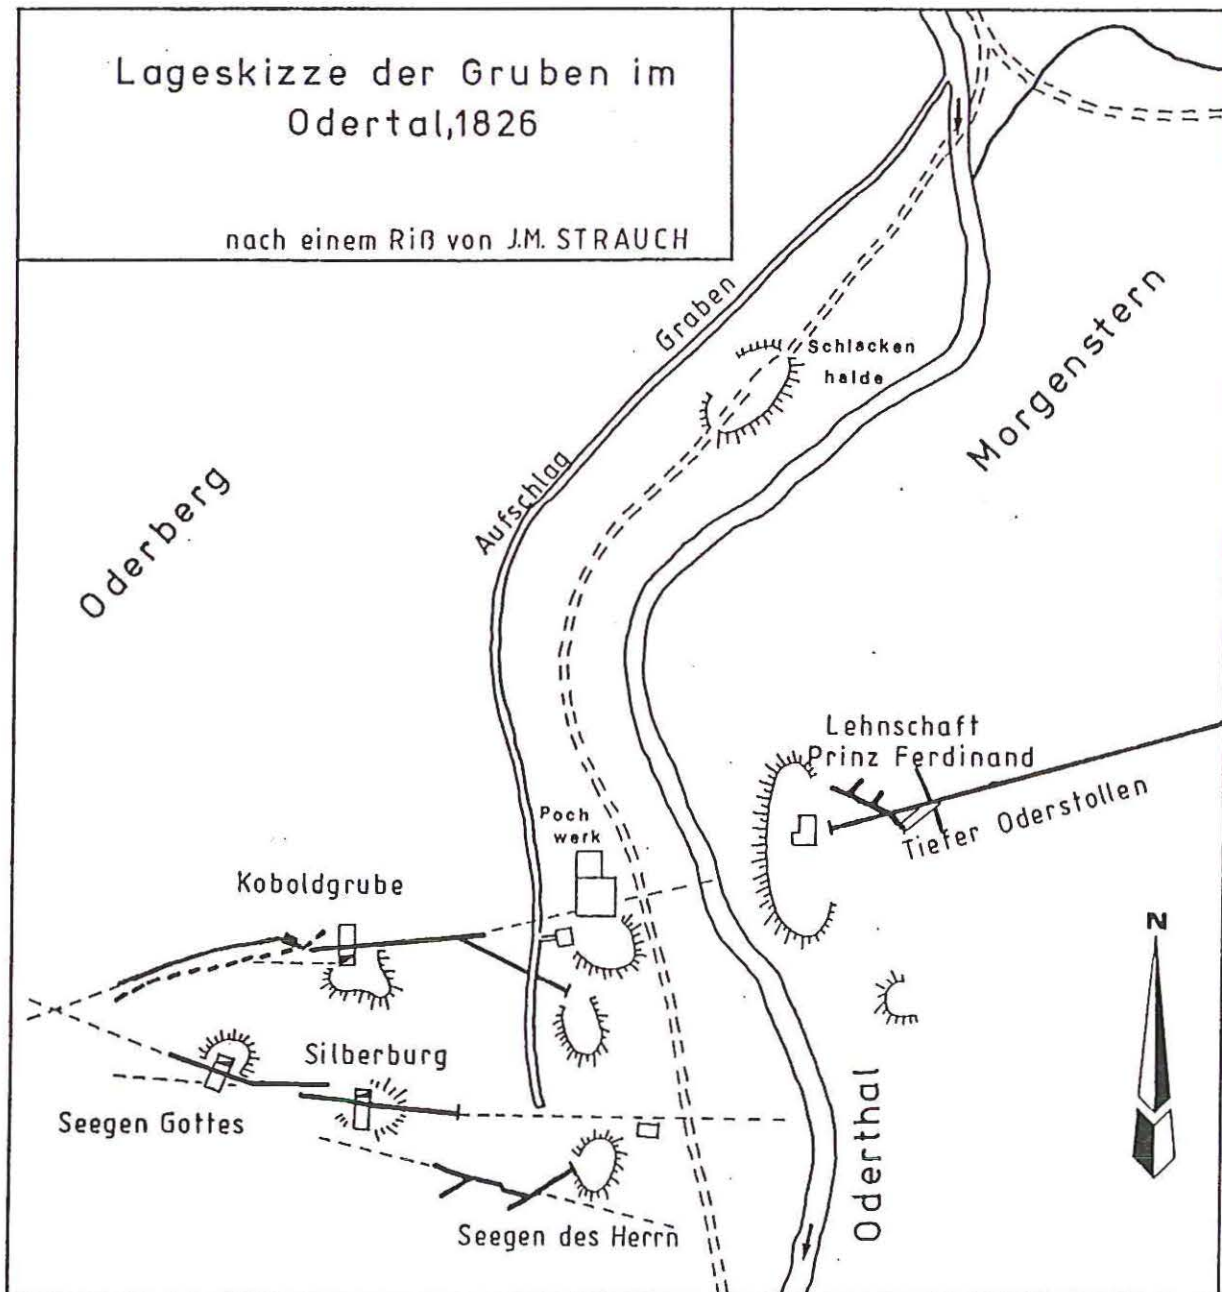 Lageskizze der Gruben im
Odertal,1826
nach einem Riß von J.M. STRAUCH
Graben
Schlacken
halde
Morgenstern
Aufschlag
Oderberg
Lehnschaft
Prinz Ferdinand
Tiefer Oderstollen
Poch
werk
Koboldgrube
N
Silberburg
Seegen Gottes
Oderthal
Seegen des Herrn